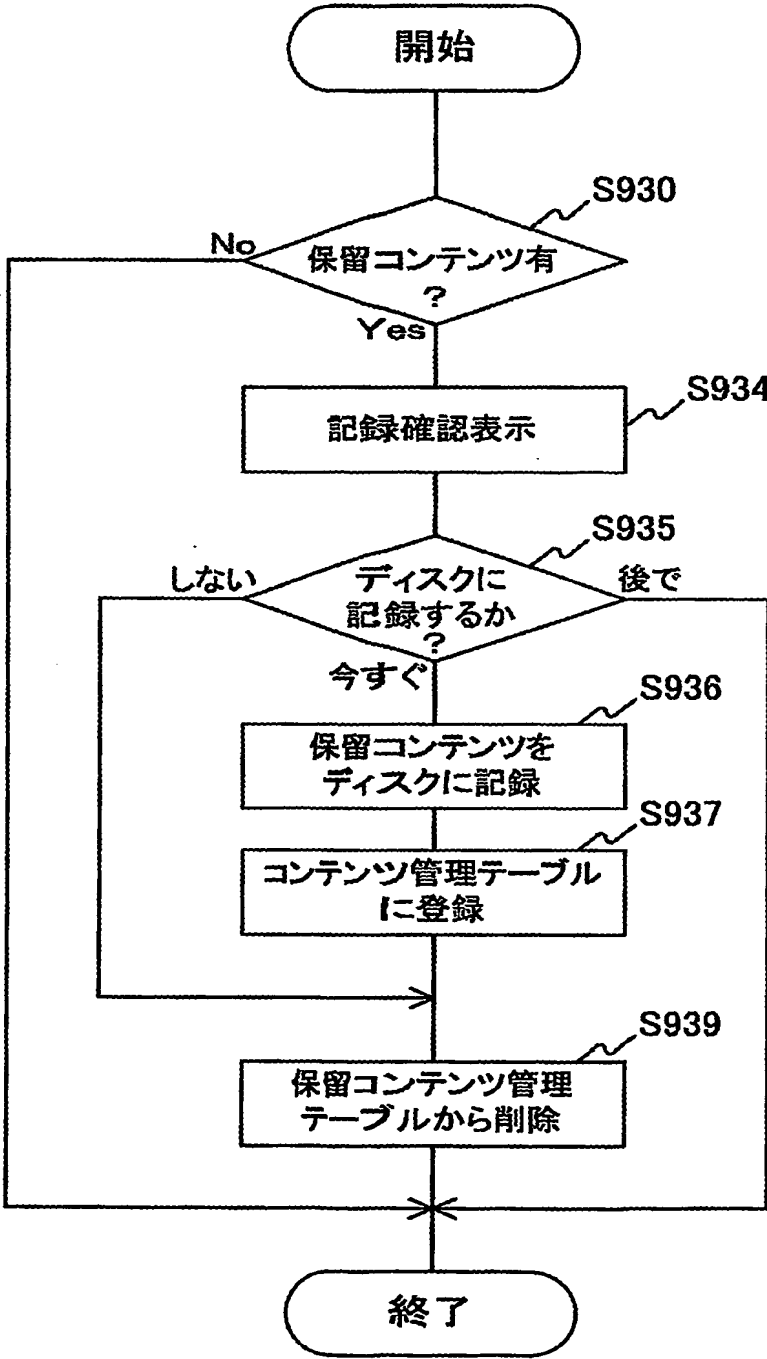 開始
S930
No
保留コンテンツ有
?
Yes
S934
記録確認表示
S935
しない
ディスクに
後で
記録するか
?
今すぐ
S936
保留コンテンツを
ディスクに記録
S937
コンテンツ管理テーブル
に登録
S939
保留コンテンツ管理
テーブルから削除
終了